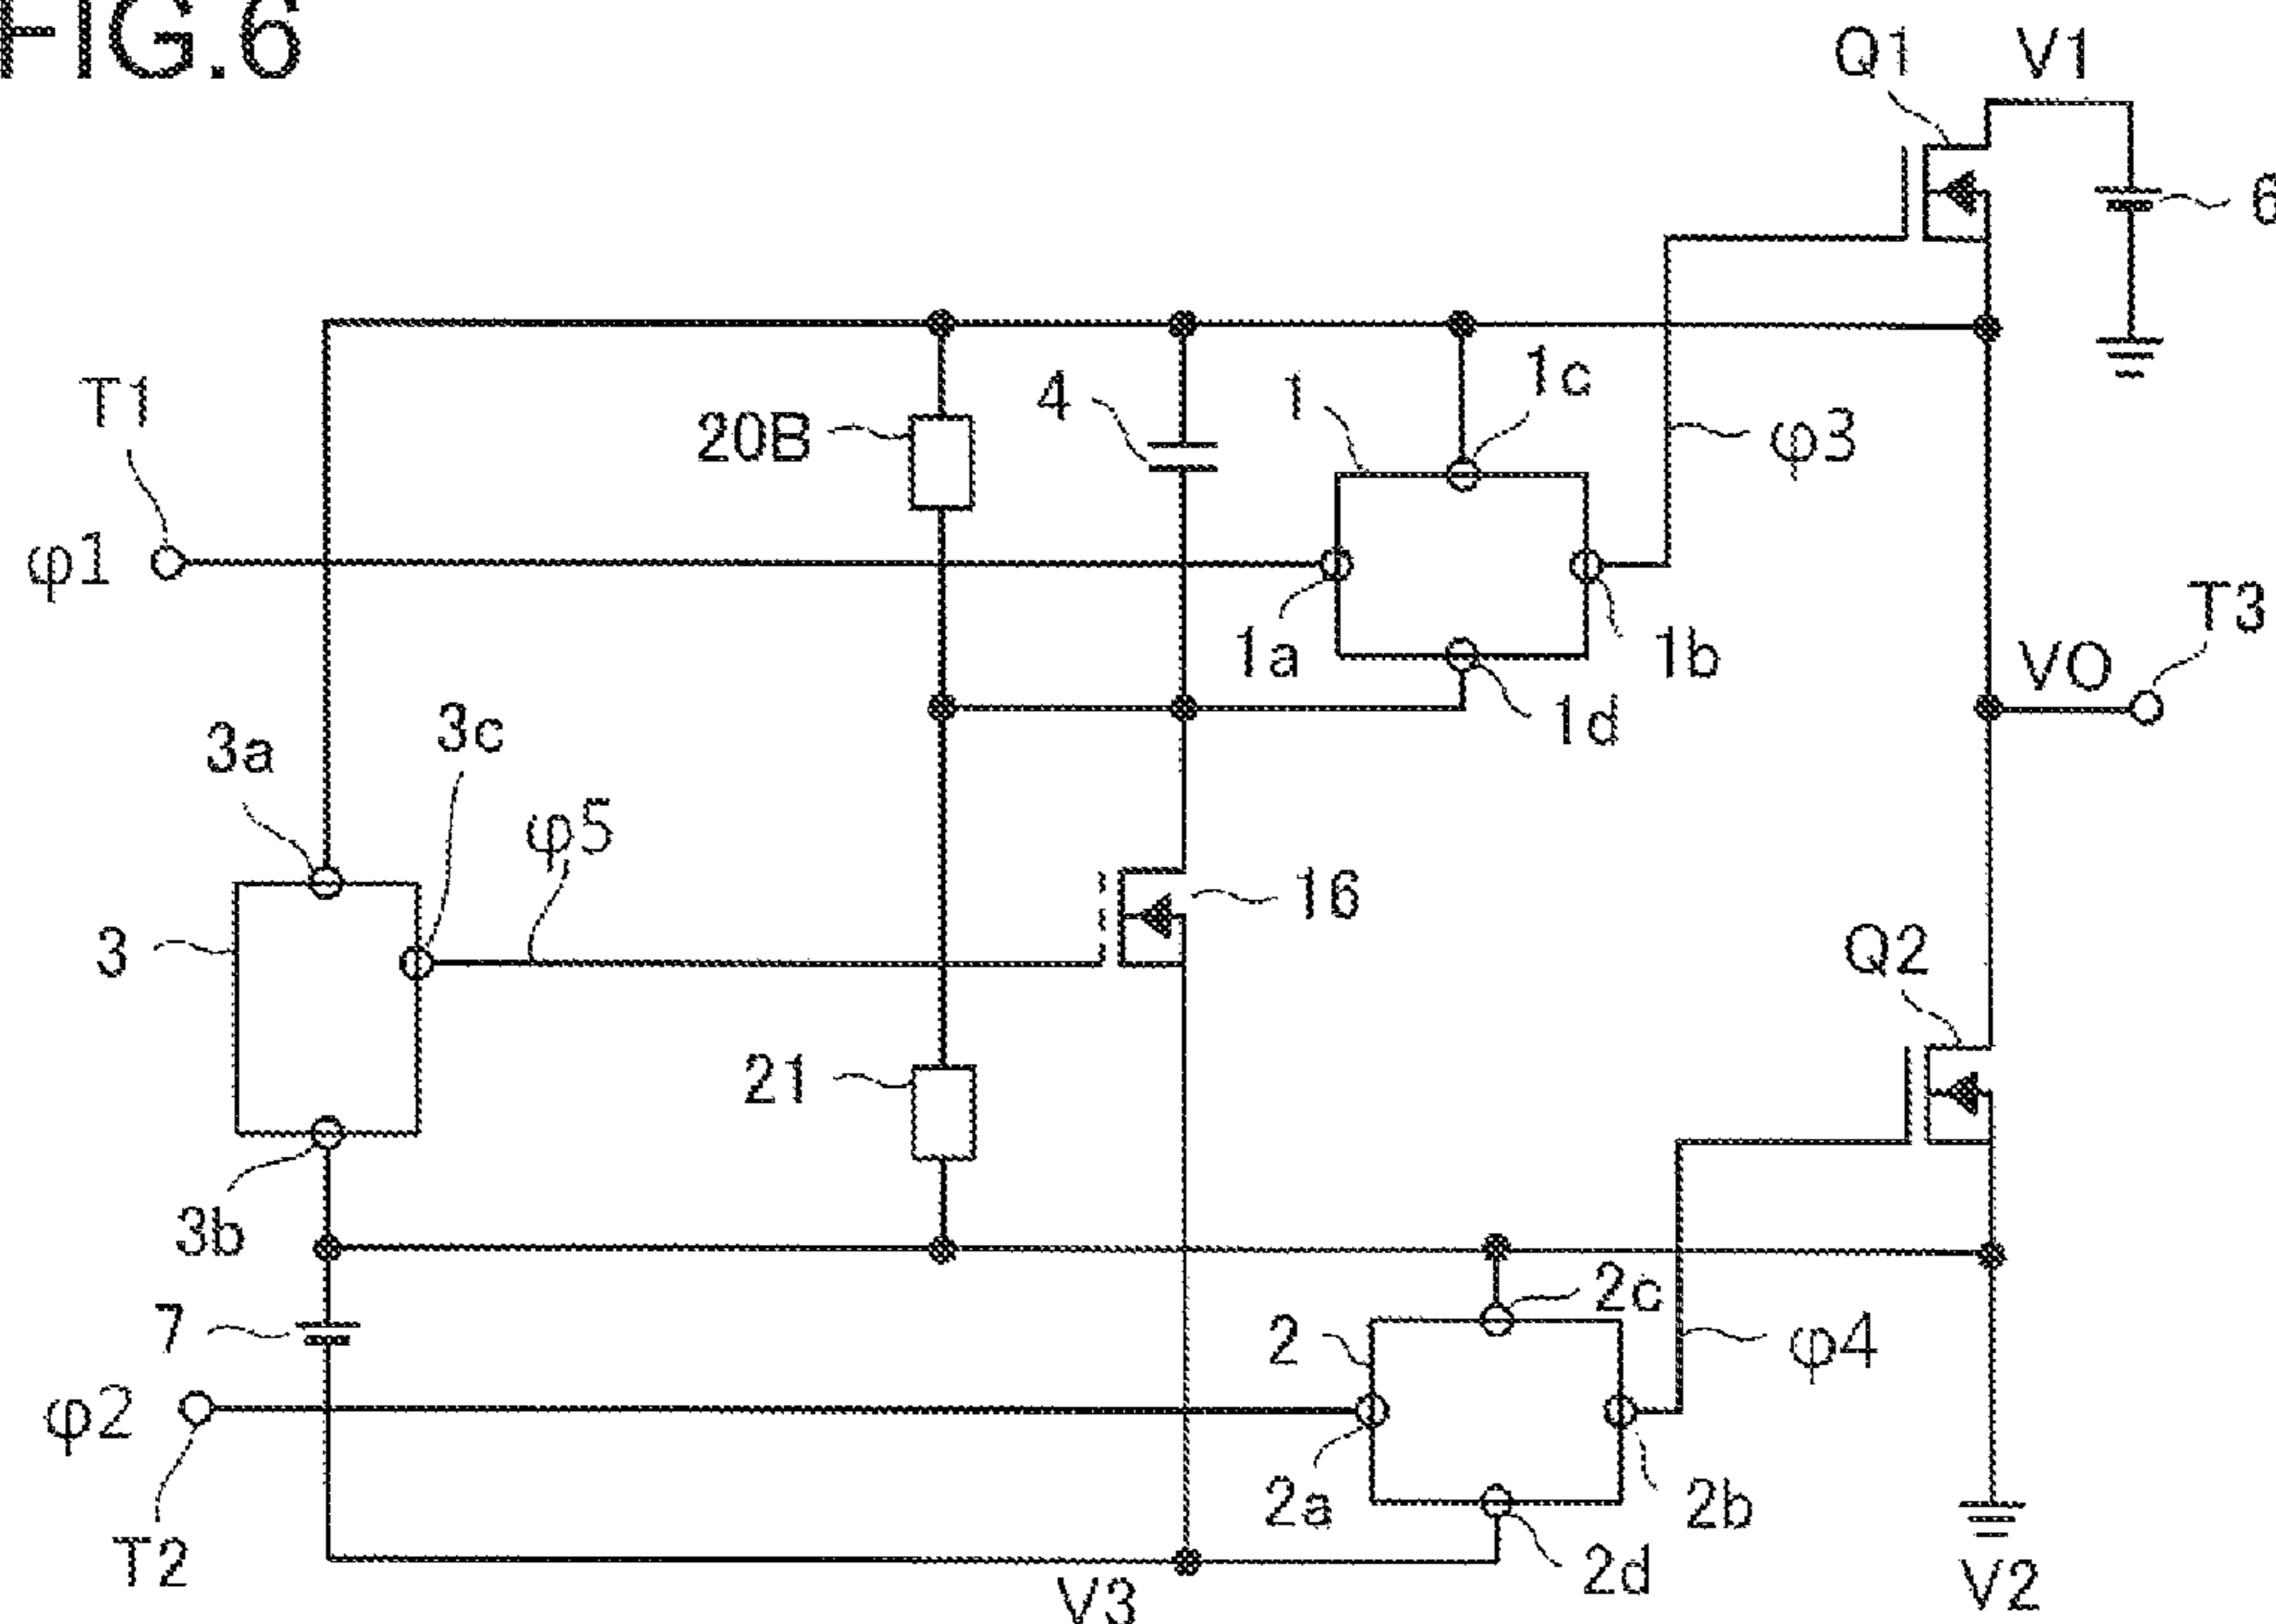 FIG.6
Q1 V1
6
T1
20B 4 1 1c
φ3
φ1
1a 1b T3
VO
3a 3c 1d
φ5
16
3 Q2
21
3b
2c
7 2 φ4
φ2
2a 2b
T2 2d
V3 V2